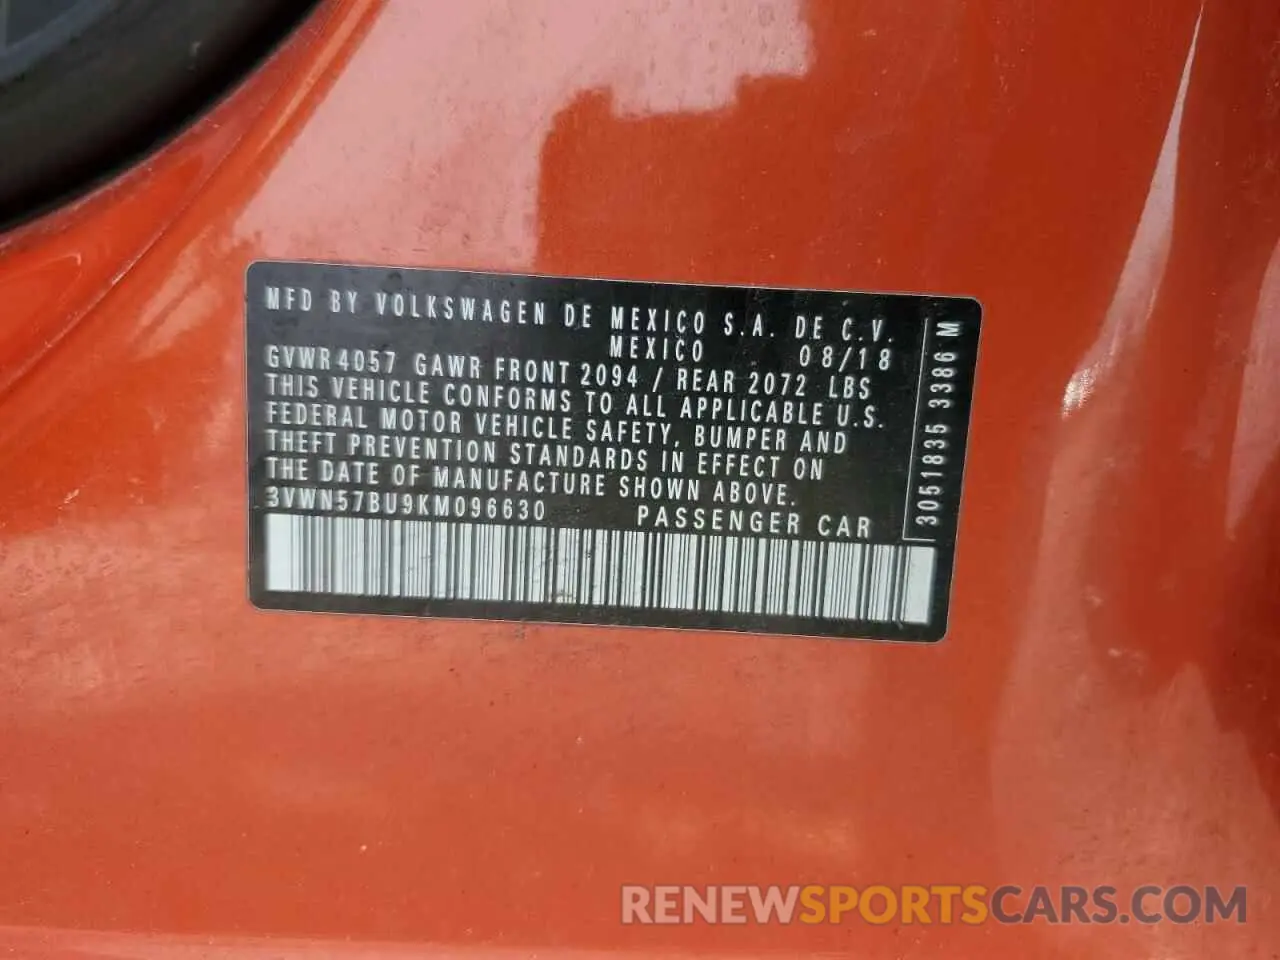 MFD BY VOLKSWAGEN DE MEXICO S.A. DE C.V.
MEXICO 08/18
GVWR 4057 GAWR FRONT 2094 / REAR 2072 LBS
THIS VEHICLE CONFORMS TO ALL APPLICABLE U.S.
FEDERAL MOTOR VEHICLE SAFETY, BUMPER AND
THEFT PREVENTION STANDARDS IN EFFECT ON
THE DATE OF MANUFACTURE SHOWN ABOVE.
3VWN57BU9KM096630 PASSENGER CAR
3051835 3386 M
RENEWSPORTSCARS.COM